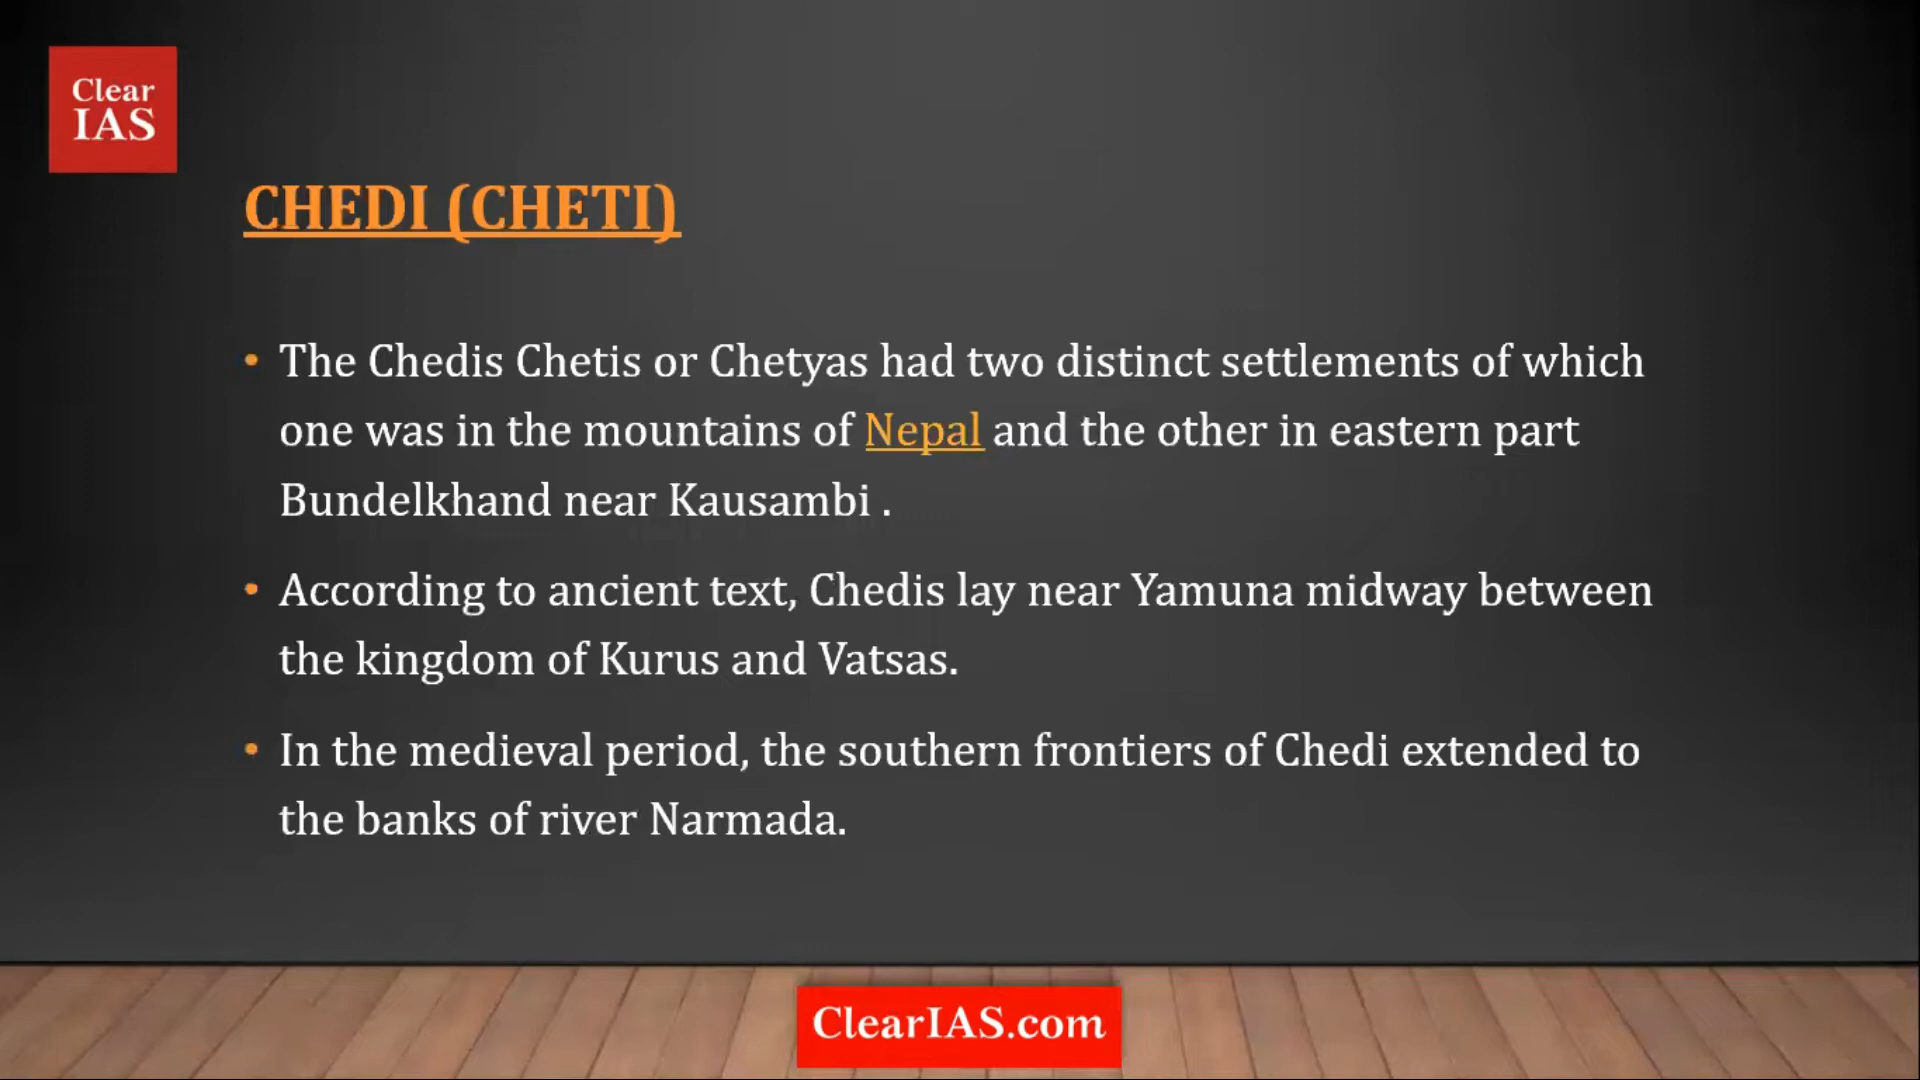 Clear
IAS
CHEDI (CHETI)
• The Chedis Chetis or Chetyas had two distinct settlements of which
one was in the mountains of Nepal and the other in eastern part
Bundelkhand near Kausambi .
• According to ancient text, Chedis lay near Yamuna midway between
the kingdom of Kurus and Vatsas.
• In the medieval period, the southern frontiers of Chedi extended to
the banks of river Narmada.
ClearIAS.com